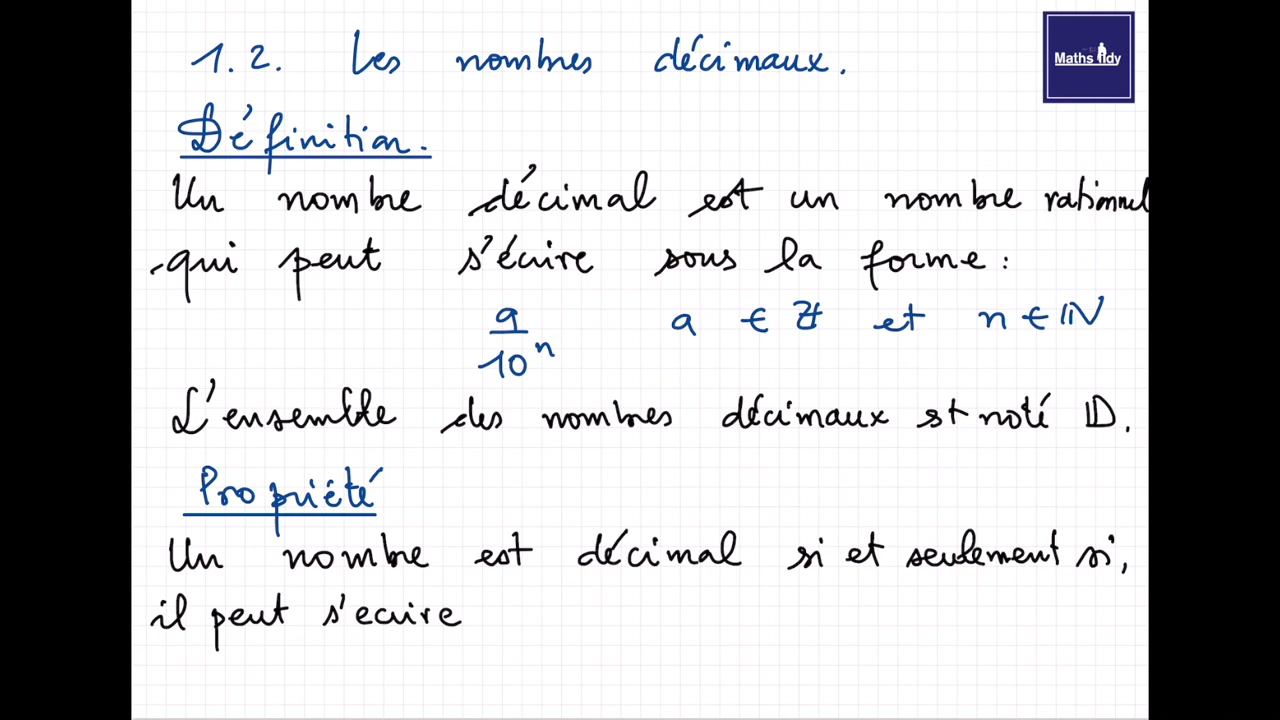 1.2. Les nombres décimaux.
Maths Andy
Définition.
Un nombre décimal est un nombre rationnel
qui peut s'écrire sous la forme :
a/10^n a ∈ ℤ et n ∈ ℕ
L'ensemble des nombres décimaux est noté 𝔻.
Propriété
Un nombre est décimal si et seulement si,
il peut s'ecrire